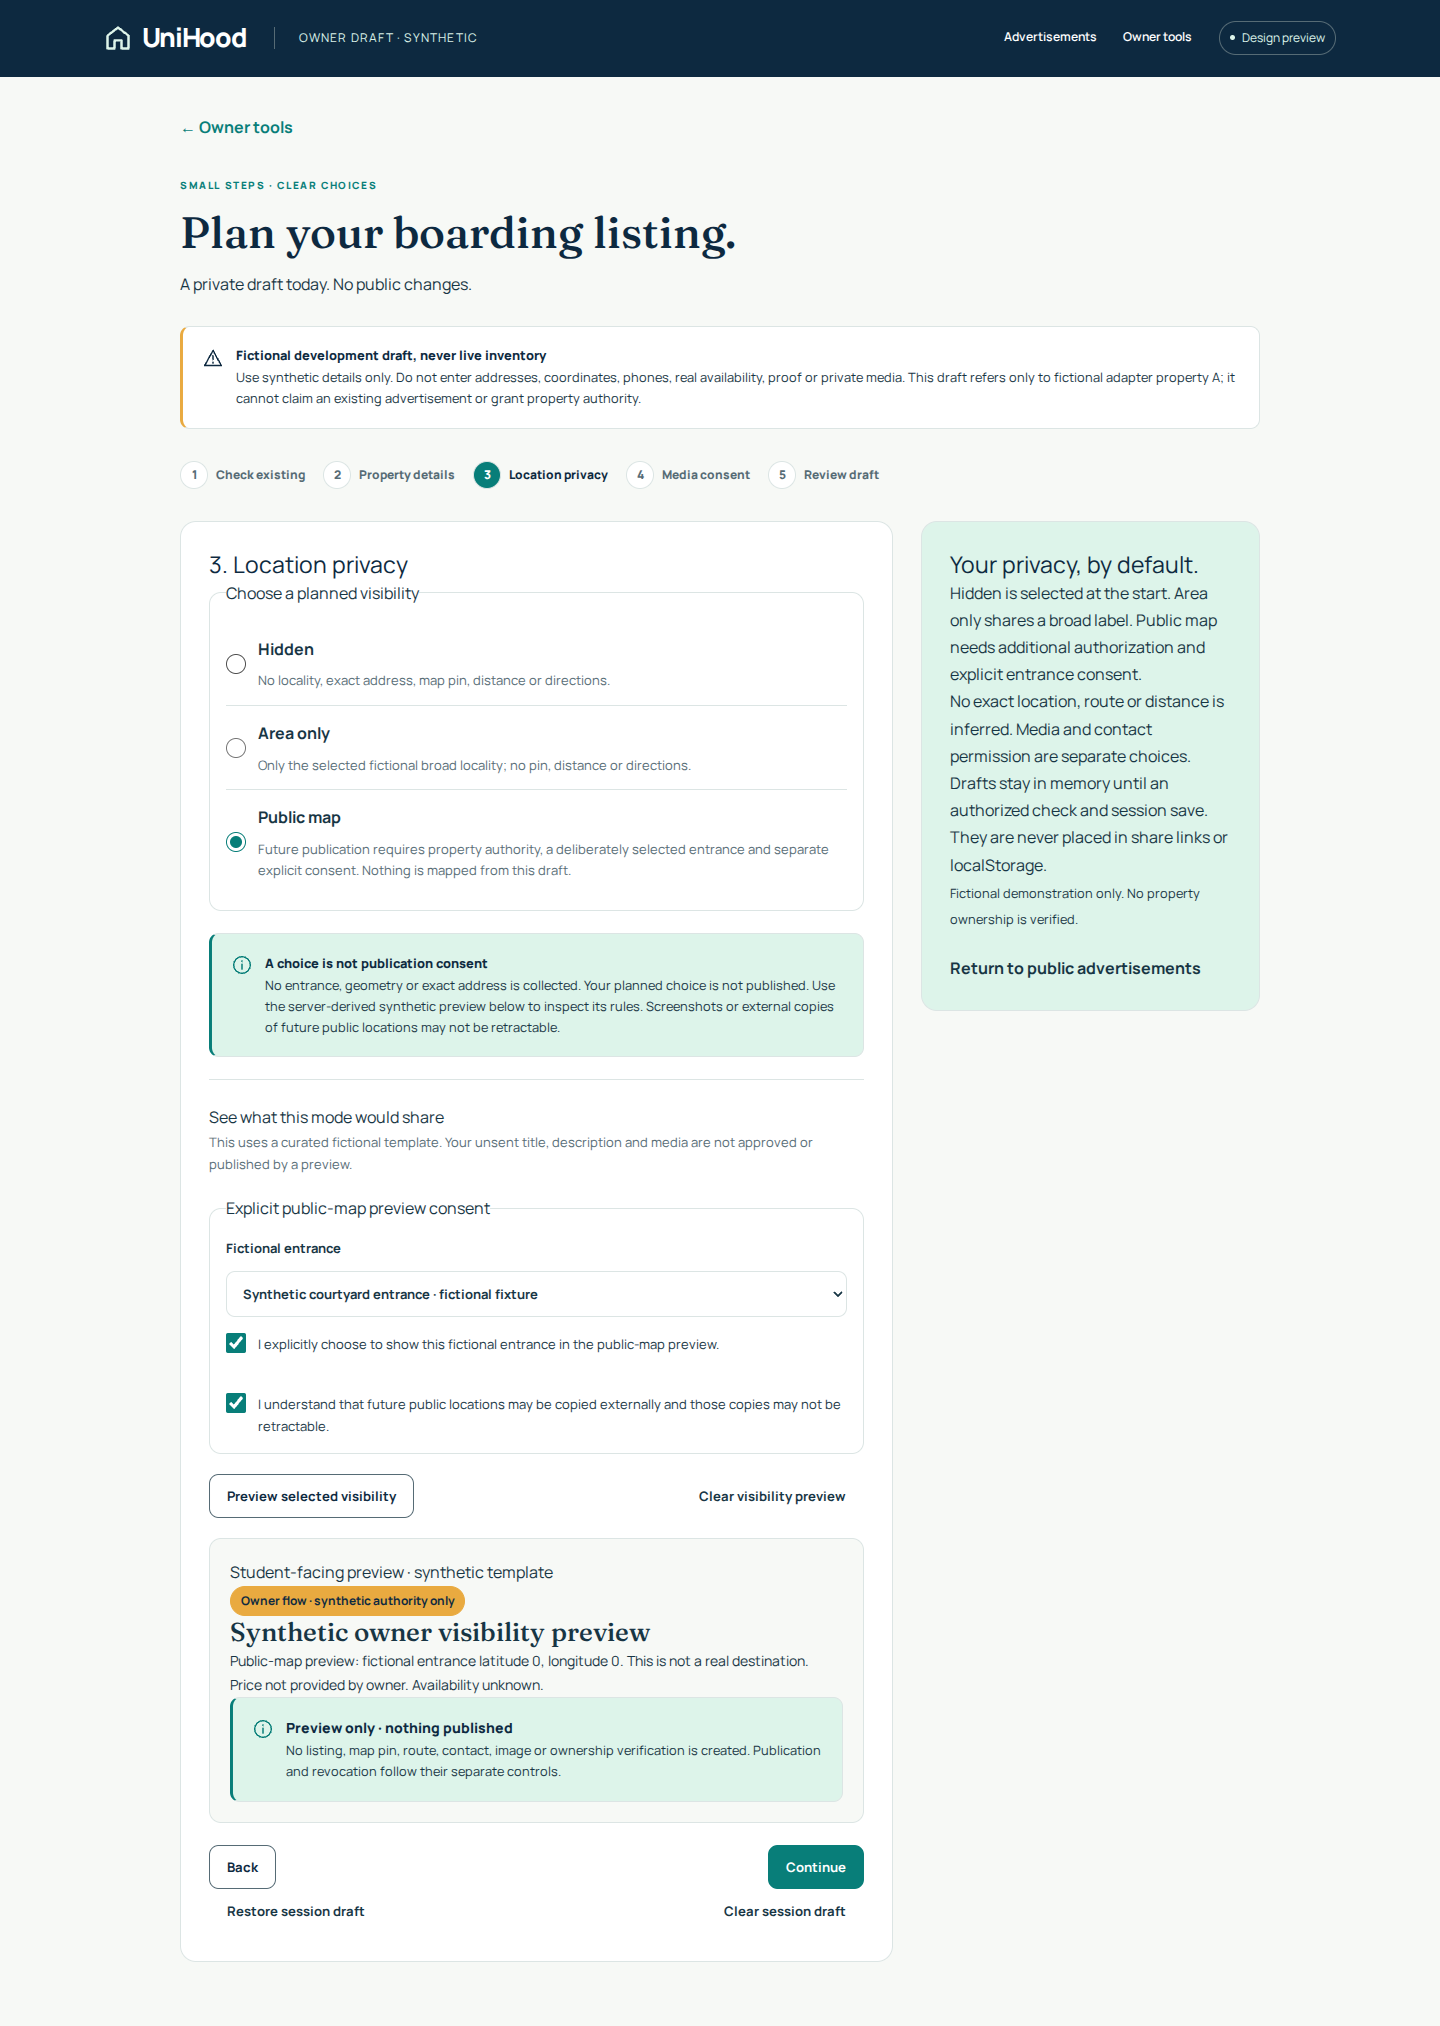 UniHood
OWNER DRAFT · SYNTHETIC
Advertisements
Owner tools
Design preview
← Owner tools
SMALL STEPS · CLEAR CHOICES
Plan your boarding listing.
A private draft today. No public changes.
Fictional development draft, never live inventory
Use synthetic details only. Do not enter addresses, coordinates, phones, real availability, proof or private media. This draft refers only to fictional adapter property A; it
cannot claim an existing advertisement or grant property authority.
1 Check existing
2 Property details
3 Location privacy
4 Media consent
5 Review draft
3. Location privacy
Choose a planned visibility
Hidden
No locality, exact address, map pin, distance or directions.
Area only
Only the selected fictional broad locality; no pin, distance or directions.
Public map
Future publication requires property authority, a deliberately selected entrance and separate
explicit consent. Nothing is mapped from this draft.
A choice is not publication consent
No entrance, geometry or exact address is collected. Your planned choice is not published. Use
the server-derived synthetic preview below to inspect its rules. Screenshots or external copies
of future public locations may not be retractable.
See what this mode would share
This uses a curated fictional template. Your unsent title, description and media are not approved or
published by a preview.
Explicit public-map preview consent
Fictional entrance
Synthetic courtyard entrance · fictional fixture
I explicitly choose to show this fictional entrance in the public-map preview.
I understand that future public locations may be copied externally and those copies may not be
retractable.
Preview selected visibility
Clear visibility preview
Student-facing preview · synthetic template
Owner flow · synthetic authority only
Synthetic owner visibility preview
Public-map preview: fictional entrance latitude 0, longitude 0. This is not a real destination.
Price not provided by owner. Availability unknown.
Preview only · nothing published
No listing, map pin, route, contact, image or ownership verification is created. Publication
and revocation follow their separate controls.
Back
Continue
Restore session draft
Clear session draft
Your privacy, by default.
Hidden is selected at the start. Area
only shares a broad label. Public map
needs additional authorization and
explicit entrance consent.
No exact location, route or distance is
inferred. Media and contact
permission are separate choices.
Drafts stay in memory until an
authorized check and session save.
They are never placed in share links or
localStorage.
Fictional demonstration only. No property
ownership is verified.
Return to public advertisements